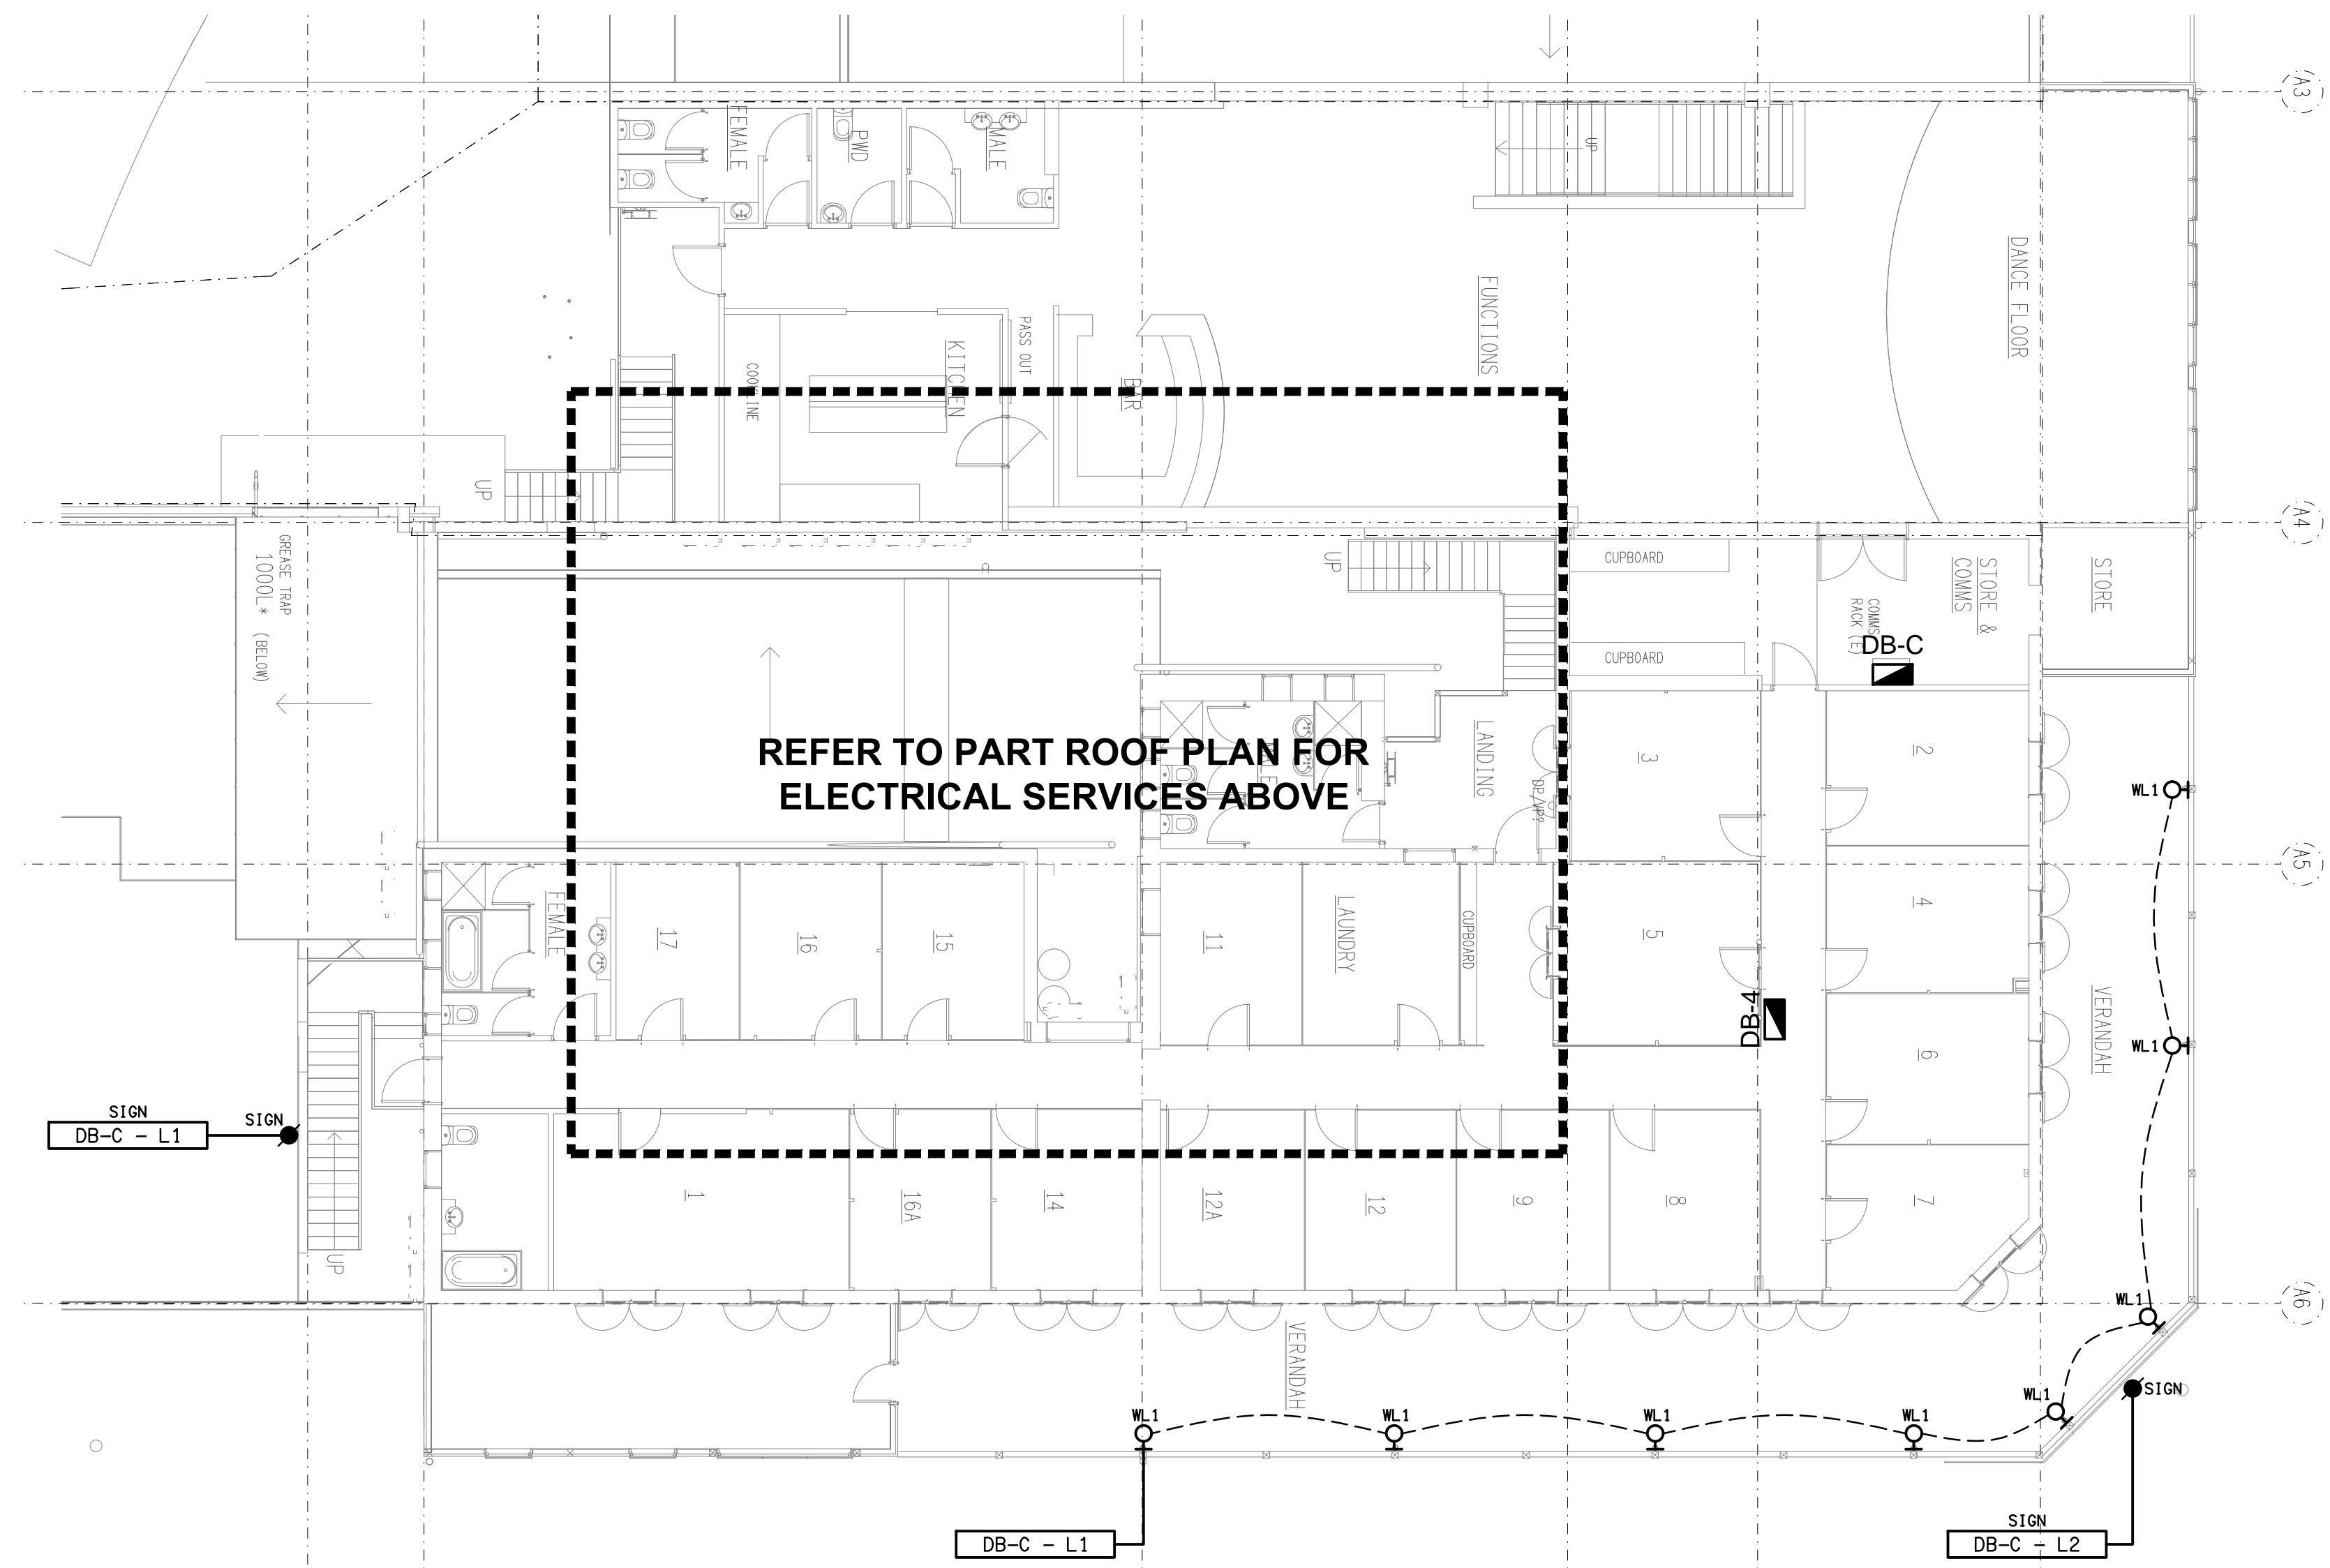 A3
FEMALE
PWD
MALE
UP
DANCE FLOOR
FUNCTIONS
PASS OUT
KITCHEN
COOKLINE
BAR
UP
A4
GREASE TRAP
1000L* (BELOW)
UP
CUPBOARD
STORE &
COMMS
STORE
COMMS
RACK (E)
DB-C
CUPBOARD
LANDING
3
2
REFER TO PART ROOF PLAN FOR
ELECTRICAL SERVICES ABOVE
MALE
WL1
A5
FEMALE
17
16
15
11
LAUNDRY
CUPBOARD
5
4
VERANDAH
DB-4
WL1
6
SIGN
DB-C - L1
SIGN
1
16A
14
12A
12
9
8
7
UP
WL1
A6
VERANDAH
WL1
SIGN
WL1
WL1
WL1
WL1
DB-C - L1
SIGN
DB-C - L2